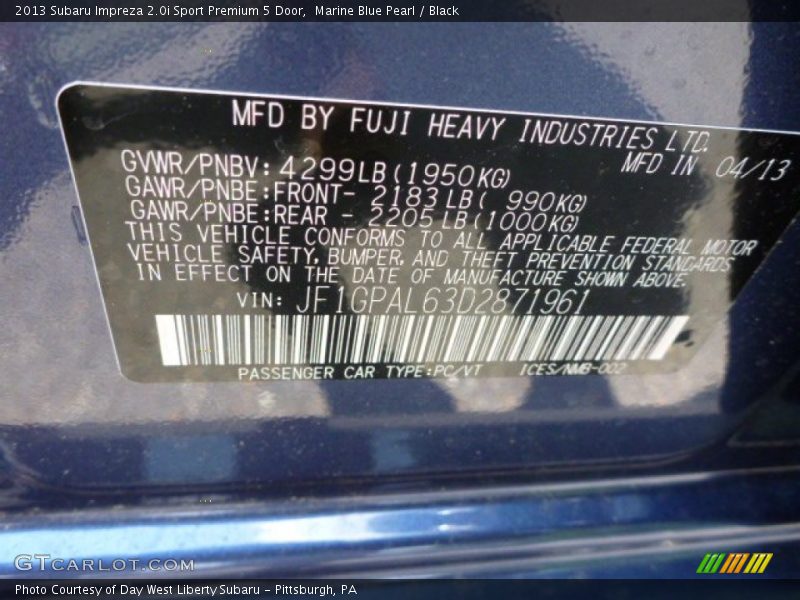 2013 Subaru Impreza 2.0i Sport Premium 5 Door,  Marine Blue Pearl / Black
MFD BY FUJI HEAVY INDUSTRIES LTD.
MFD IN 04/13
GVWR/PNBV: 4299LB(1950KG)
GAWR/PNBE:FRONT- 2183LB( 990KG)
GAWR/PNBE:REAR - 2205LB(1000KG)
THIS VEHICLE CONFORMS TO ALL APPLICABLE FEDERAL MOTOR
VEHICLE SAFETY, BUMPER, AND THEFT PREVENTION STANDARDS
IN EFFECT ON THE DATE OF MANUFACTURE SHOWN ABOVE.
VIN: JF1GPAL63D2871961
PASSENGER CAR TYPE:PC/VT ICES/NMB-002
GTCARLOT.COM
Photo Courtesy of Day West Liberty Subaru - Pittsburgh, PA